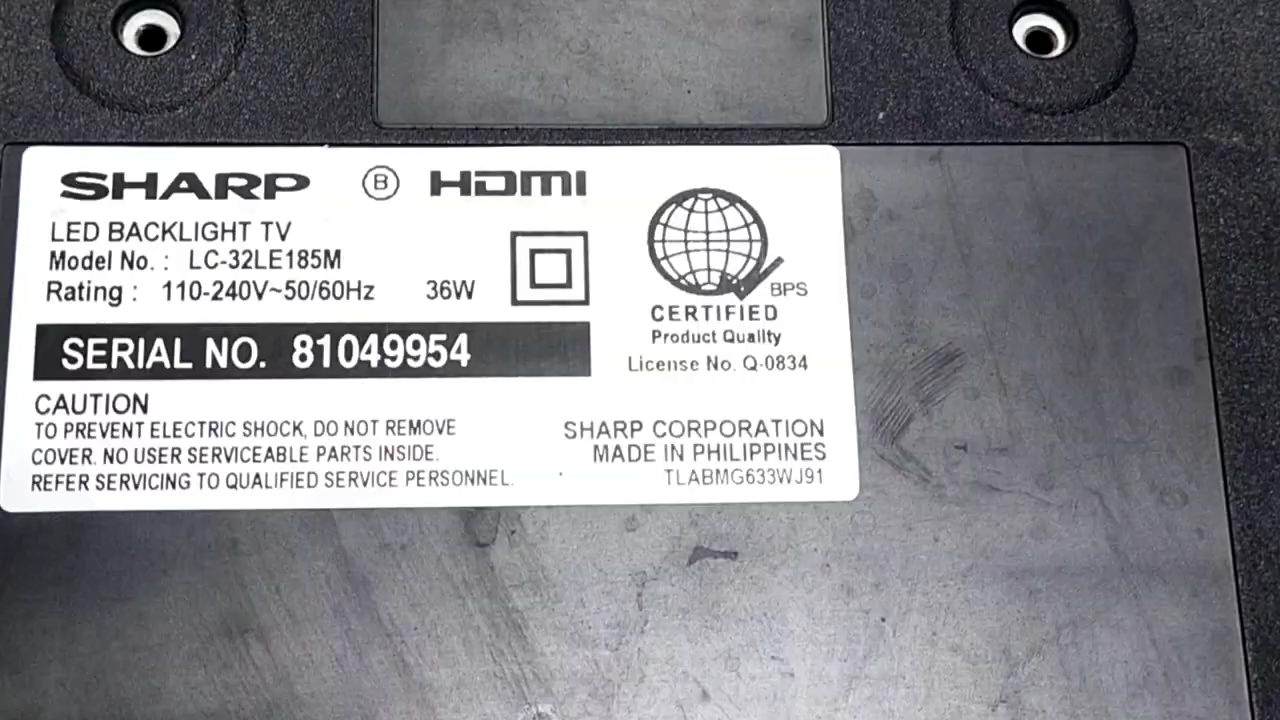 SHARP B HDMI
LED BACKLIGHT TV
Model No. : LC-32LE185M
Rating : 110-240V~50/60Hz 36W
SERIAL NO. 81049954
BPS
CERTIFIED
Product Quality
License No. Q-0834
CAUTION
TO PREVENT ELECTRIC SHOCK, DO NOT REMOVE
COVER. NO USER SERVICEABLE PARTS INSIDE.
REFER SERVICING TO QUALIFIED SERVICE PERSONNEL.
SHARP CORPORATION
MADE IN PHILIPPINES
TLABMG633WJ91